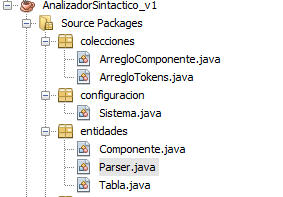 AnalizadorSintactico_v1
Source Packages
colecciones
ArregloComponente.java
ArregloTokens.java
configuracion
Sistema.java
entidades
Componente.java
Parser.java
Tabla.java